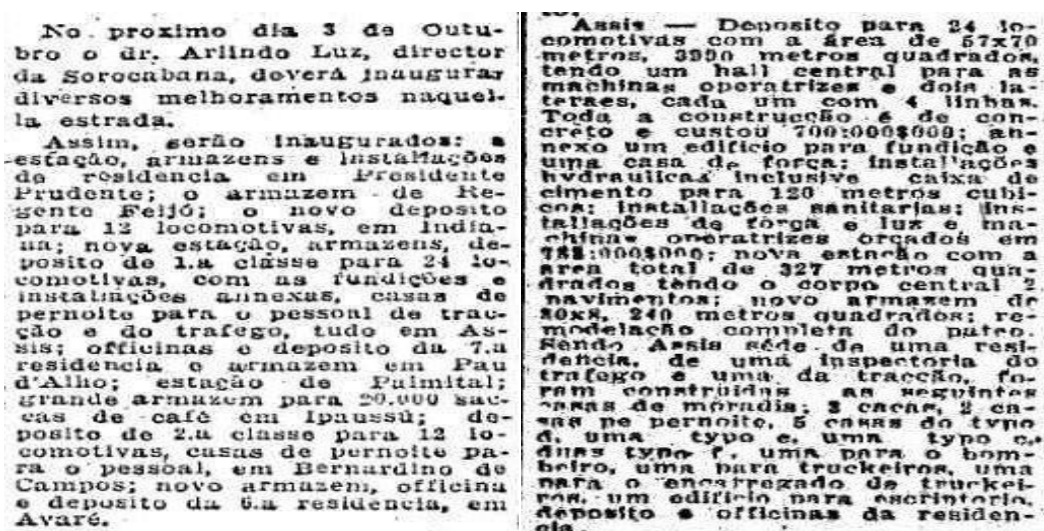 No proximo dia 3 de Outu-
bro o dr. Arlindo Luz, director
da Sorocabana, deverá inaugurar
diversos melhoramentos naquel-
la estrada.
Assim, serão inaugurados: a
estação, armazens e installações
de residencia em Presidente
Prudente; o armazem de Re-
gente Feijó; o novo deposito
para 12 locomotivas, em India-
na; nova estação, armazens, de-
posito de 1.a classe para 24 lo-
comotivas, com as fundições e
instalações annexas, casas de
pernoite para o pessoal de trac-
ção e do trafego, tudo em As-
sis; officinas e deposito da 7.a
residencia e armazem em Pau
d'Alho; estação de Palmital;
grande armazem para 20.000 sac-
cas de café em Ipaussú; de-
posito de 2.a classe para 12 lo-
comotivas, casas de pernoite pa-
ra o pessoal, em Bernardino de
Campos; novo armazem, officina
e deposito da 6.a residencia, em
Avaré.
Assis — Deposito para 24 lo-
comotivas com a área de 57x70
metros, 3990 metros quadrados,
tendo um hall central para as
machinas operatrizes e dois la-
teraes, cada um com 4 linhas.
Toda a construcção é de con-
creto e custou 700:000$000; an-
nexo um edificio para fundição e
uma casa de força; installações
hydraulicas inclusive caixa de
cimento para 120 metros cubi-
cos; installações sanitarias; ins-
tallações de força e luz e ma-
chinas operatrizes orçados em
nova estação com a
area total de 327 metros qua-
drados tendo o corpo central 2
pavimentos; novo armazem de
30x8, 240 metros quadrados; re-
modelação completa do pateo.
Sendo Assis séde de uma resi-
dencia, de uma inspectoria do
trafego e uma da tracção, fo-
ram construidas as seguintes
casas de moradia: 3 casas, 2 ca-
sas pe pernoite, 5 casas do typo
d, uma typo e, uma typo c,
duas typo f, uma para o bom-
beiro, uma para truckeiros, uma
para o encarregado de truckei-
ros, um edificio para escriptorio,
deposito e officinas da residen-
cia.